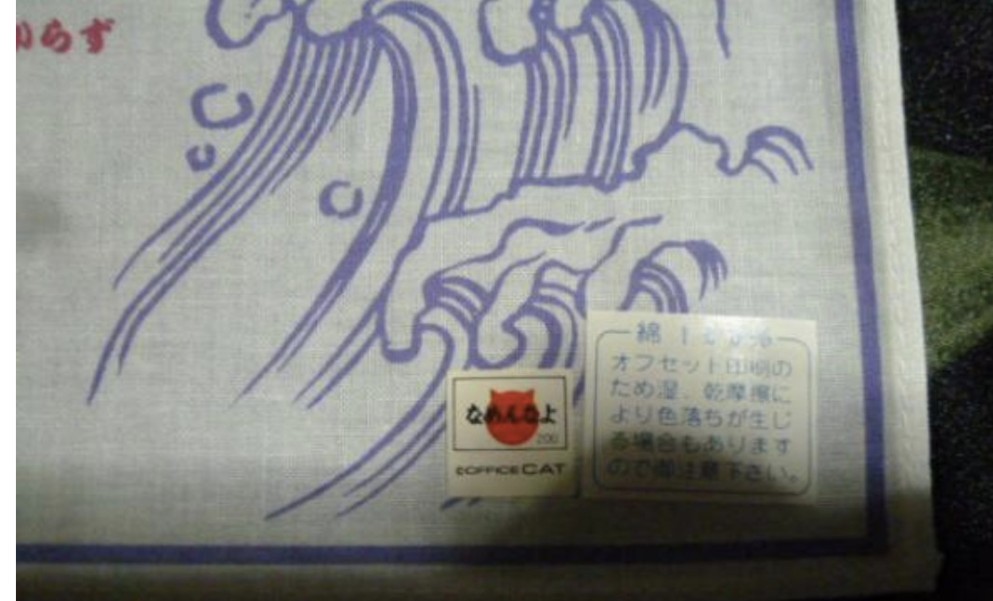 らず
綿100%
オフセット印刷の
ため湿、乾摩擦に
より色落ちが生じ
る場合もあります
ので御注意下さい。
なめんなよ
200
©OFFICE CAT